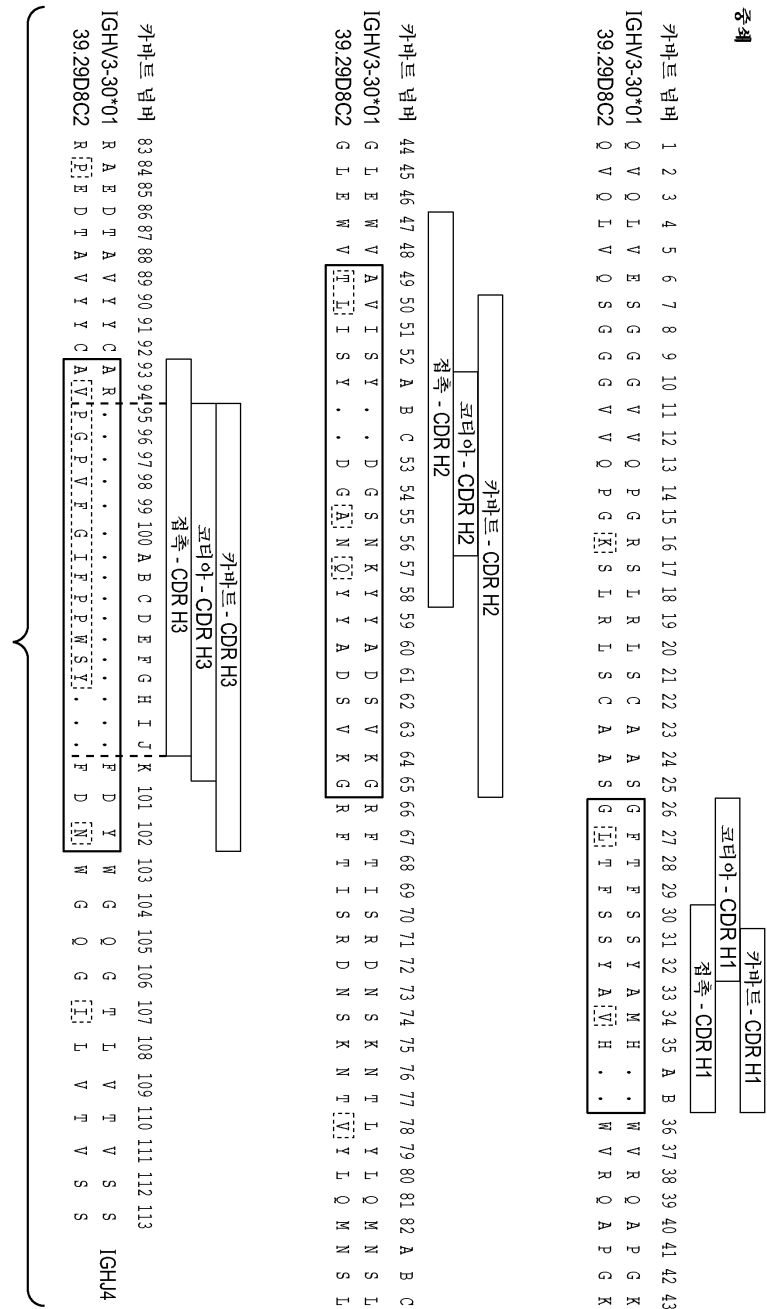 중쇄
카바트 - CDR H1
코티아 - CDR H1
접촉 - CDR H1
카바트 넘버 1 2 3 4 5 6 7 8 9 10 11 12 13 14 15 16 17 18 19 20 21 22 23 24 25 26 27 28 29 30 31 32 33 34 35 A B 36 37 38 39 40 41 42 43
IGHV3-30*01 Q V Q L V E S G G G V V Q P G R S L R L S C A A S G F T F S S Y A M H . . W V R Q A P G K
39.29D8C2 Q V Q L V Q S G G G V V Q P G K S L R L S C A A S G L T F S S Y A V H . . W V R Q A P G K
카바트 - CDR H2
코티아 - CDR H2
접촉 - CDR H2
카바트 넘버 44 45 46 47 48 49 50 51 52 A B C 53 54 55 56 57 58 59 60 61 62 63 64 65 66 67 68 69 70 71 72 73 74 75 76 77 78 79 80 81 82 A B C
IGHV3-30*01 G L E W V A V I S Y . . D G S N K Y Y A D S V K G R F T I S R D N S K N T L Y L Q M N S L
39.29D8C2 G L E W V T L I S Y . . D G A N Q Y Y A D S V K G R F T I S R D N S K N T V Y L Q M N S L
카바트 - CDR H3
코티아 - CDR H3
접촉 - CDR H3
카바트 넘버 83 84 85 86 87 88 89 90 91 92 93 94 95 96 97 98 99 100 A B C D E F G H I J K 101 102 103 104 105 106 107 108 109 110 111 112 113
IGHV3-30*01 R A E D T A V Y Y C A R . . . . . . . . . . . . . . . . F D Y W G Q G T L V T V S S IGHJ4
39.29D8C2 R P E D T A V Y Y C A V P G P V F G I F P P W S Y . . . F D N W G Q G I L V T V S S